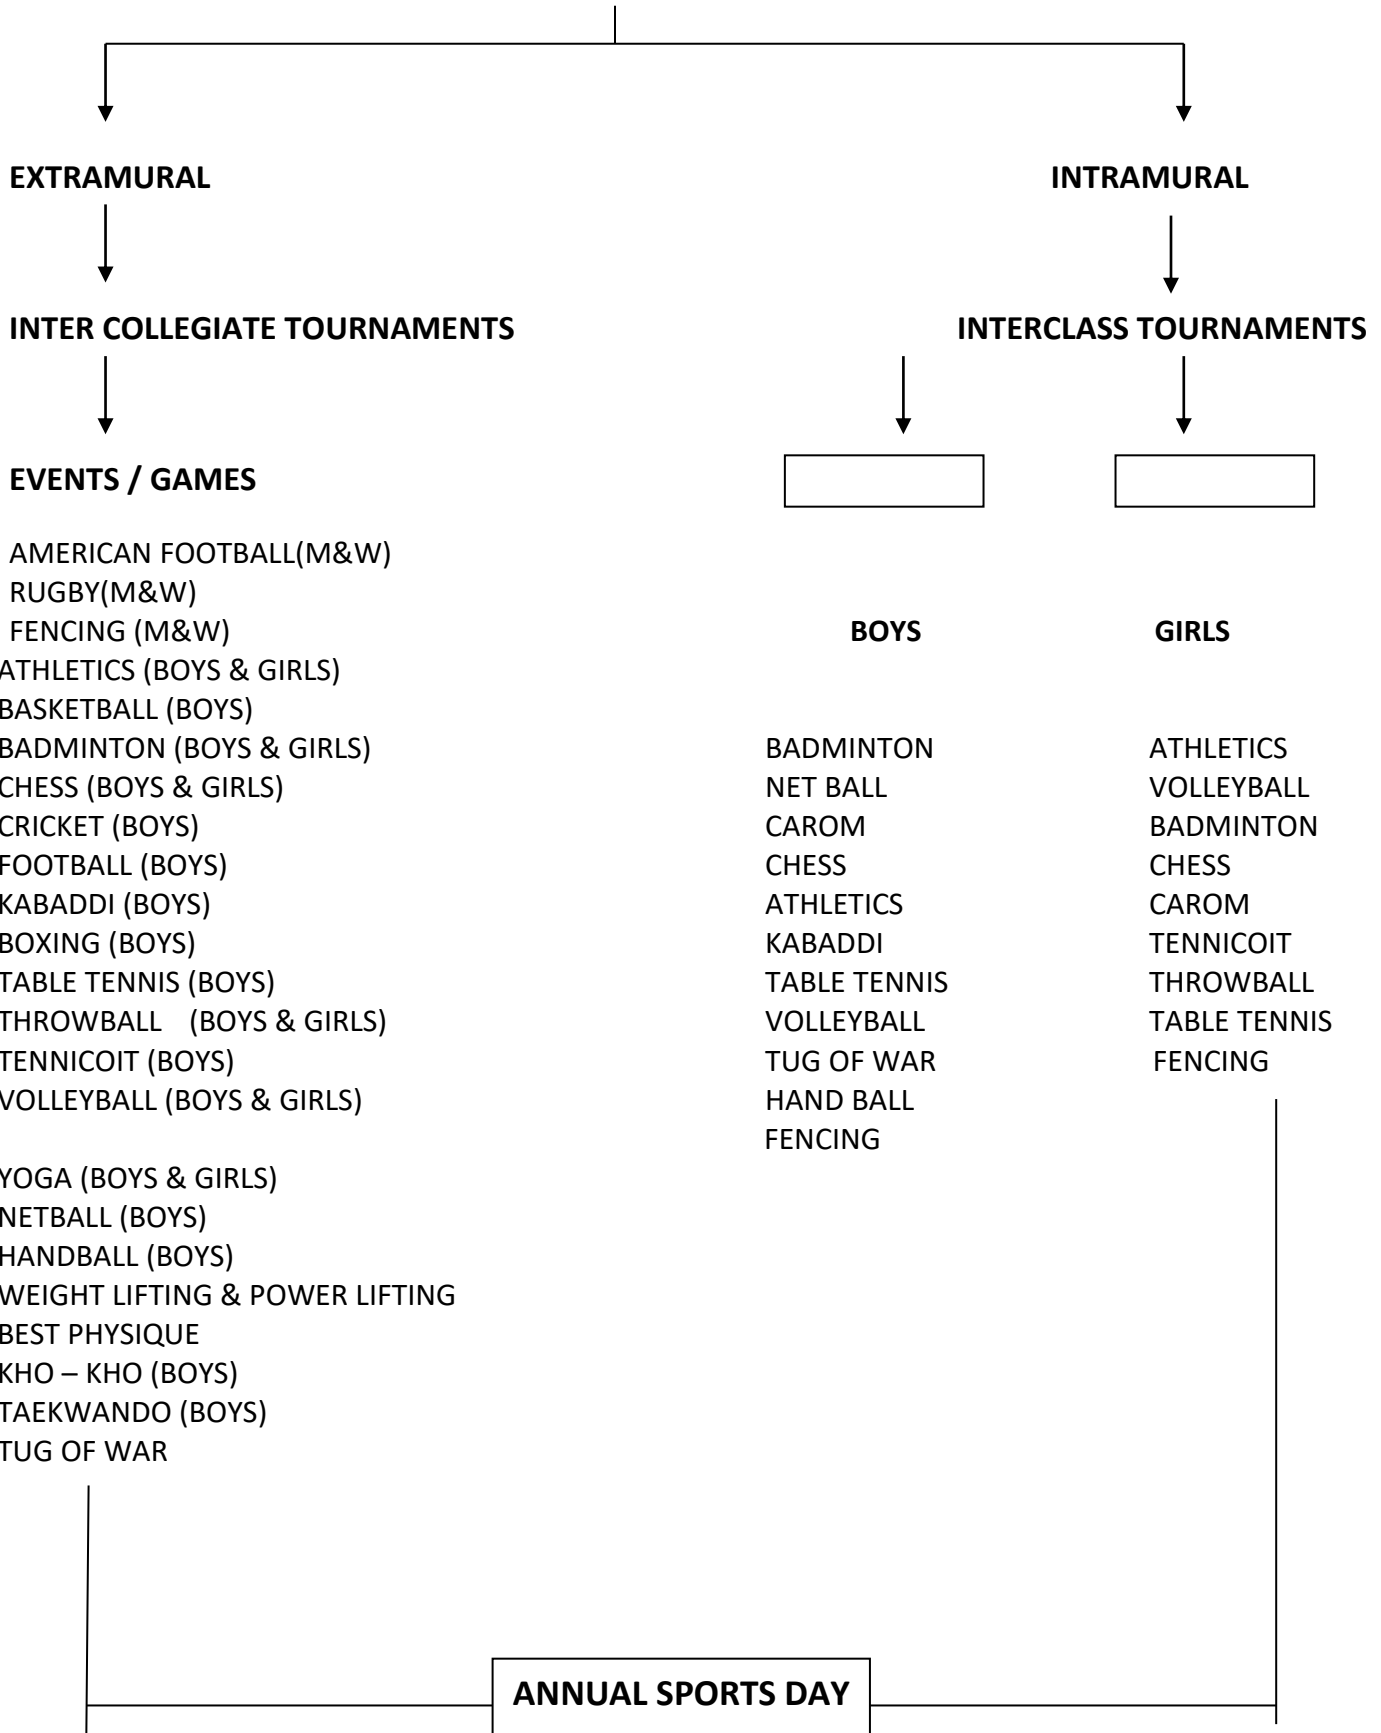 EXTRAMURAL
INTRAMURAL
INTER COLLEGIATE TOURNAMENTS
INTERCLASS TOURNAMENTS
EVENTS / GAMES
AMERICAN FOOTBALL(M&W)
RUGBY(M&W)
FENCING (M&W)
ATHLETICS (BOYS & GIRLS)
BASKETBALL (BOYS)
BADMINTON (BOYS & GIRLS)
CHESS (BOYS & GIRLS)
CRICKET (BOYS)
FOOTBALL (BOYS)
KABADDI (BOYS)
BOXING (BOYS)
TABLE TENNIS (BOYS)
THROWBALL (BOYS & GIRLS)
TENNICOIT (BOYS)
VOLLEYBALL (BOYS & GIRLS)
YOGA (BOYS & GIRLS)
NETBALL (BOYS)
HANDBALL (BOYS)
WEIGHT LIFTING & POWER LIFTING
BEST PHYSIQUE
KHO – KHO (BOYS)
TAEKWANDO (BOYS)
TUG OF WAR
BOYS
BADMINTON
NET BALL
CAROM
CHESS
ATHLETICS
KABADDI
TABLE TENNIS
VOLLEYBALL
TUG OF WAR
HAND BALL
FENCING
GIRLS
ATHLETICS
VOLLEYBALL
BADMINTON
CHESS
CAROM
TENNICOIT
THROWBALL
TABLE TENNIS
FENCING
ANNUAL SPORTS DAY